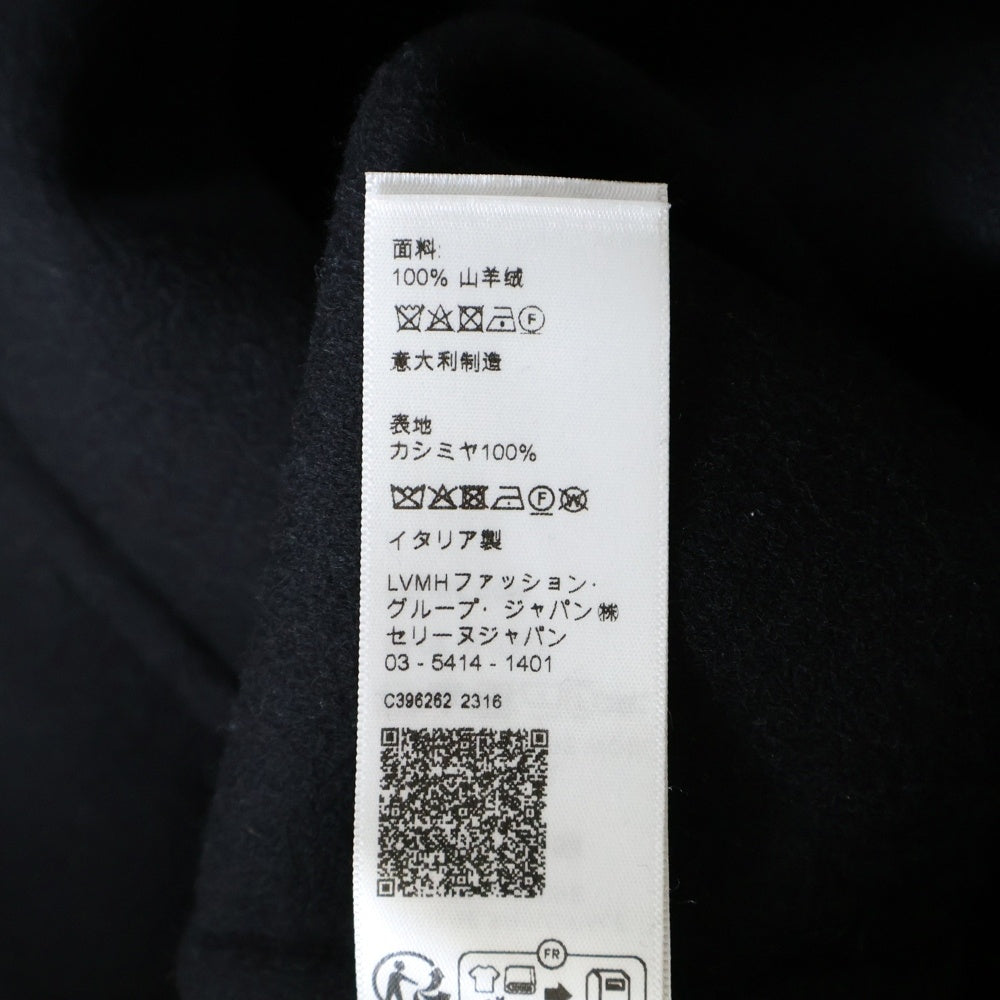 面料:
100% 山羊绒
F
意大利制造
表地
カシミヤ100%
F W
イタリア製
LVMHファッション・
グループ・ ジャパン㈱
セリーヌジャパン
03 - 5414 - 1401
C396262 2316
FR